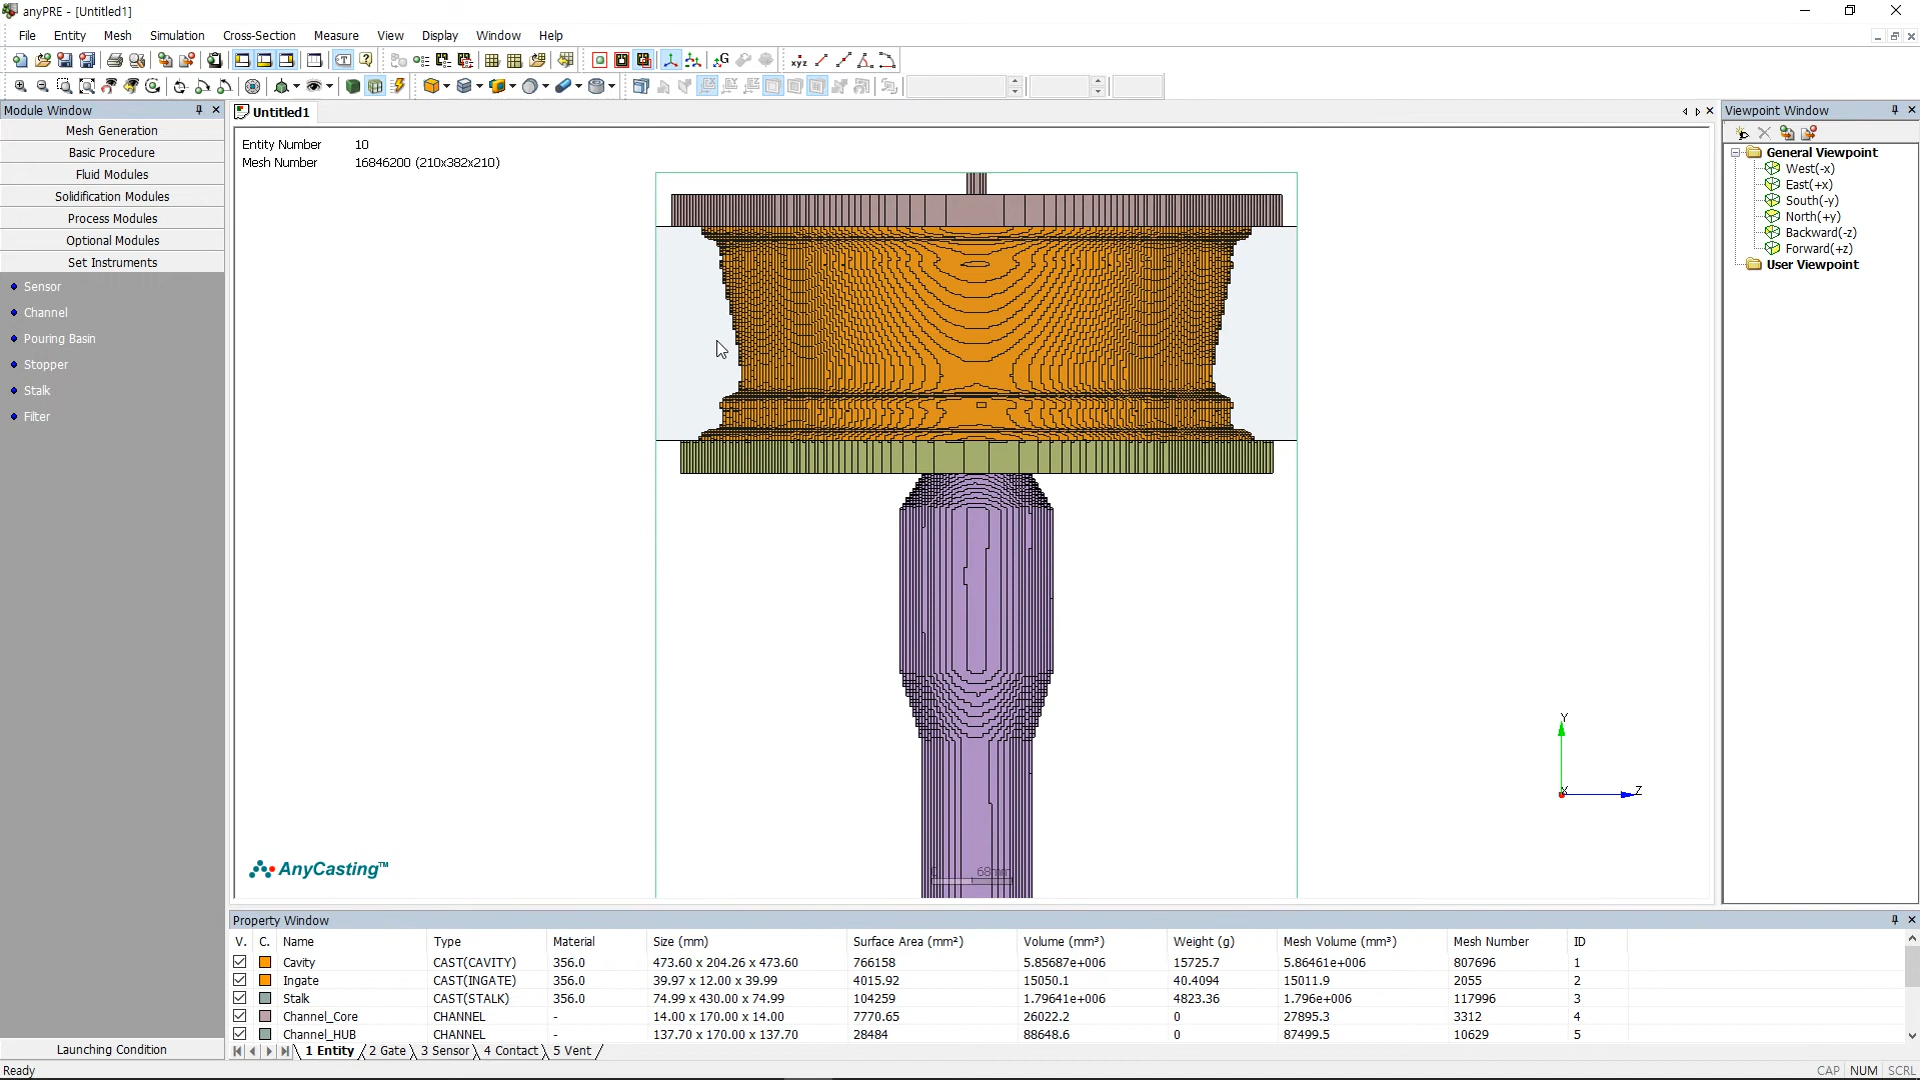 anyPRE - [Untitled1]
File Entity Mesh Simulation Cross-Section Measure View Display Window Help
Module Window
Mesh Generation
Basic Procedure
Fluid Modules
Solidification Modules
Process Modules
Optional Modules
Set Instruments
Sensor
Channel
Pouring Basin
Stopper
Stalk
Filter
Launching Condition
Untitled1
Entity Number 10
Mesh Number 16846200 (210x382x210)
Y
X
Z
AnyCasting™
Viewpoint Window
General Viewpoint
West(-x)
East(+x)
South(-y)
North(+y)
Backward(-z)
Forward(+z)
User Viewpoint
Property Window
V. C. Name Type Material Size (mm) Surface Area (mm²) Volume (mm³) Weight (g) Mesh Volume (mm³) Mesh Number ID
Cavity CAST(CAVITY) 356.0 473.60 x 204.26 x 473.60 766158 5.85687e+006 15725.7 5.86461e+006 807696 1
Ingate CAST(INGATE) 356.0 39.97 x 12.00 x 39.99 4015.92 15050.1 40.4094 15011.9 2055 2
Stalk CAST(STALK) 356.0 74.99 x 430.00 x 74.99 104259 1.79641e+006 4823.36 1.796e+006 117996 3
Channel_Core CHANNEL - 14.00 x 170.00 x 14.00 7770.65 26022.2 0 27895.3 3312 4
Channel_HUB CHANNEL - 137.70 x 170.00 x 137.70 28484 88648.6 0 87499.5 10629 5
1 Entity 2 Gate 3 Sensor 4 Contact 5 Vent
Ready CAP NUM SCRL